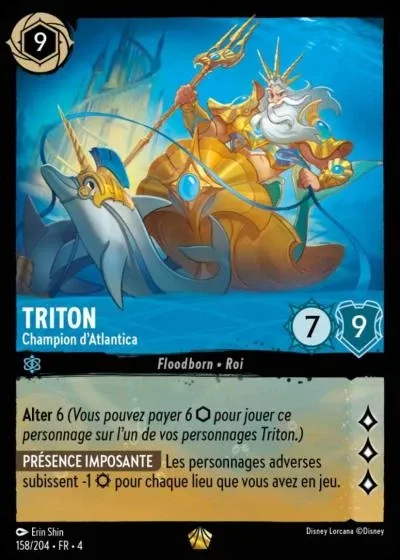 9
TRITON
Champion d'Atlantica
7 9
Floodborn • Roi
Alter 6 (Vous pouvez payer 6 pour jouer ce
personnage sur l'un de vos personnages Triton.)
PRÉSENCE IMPOSANTE Les personnages adverses
subissent -1 pour chaque lieu que vous avez en jeu.
Erin Shin
Disney Lorcana ©Disney
158/204 • FR • 4